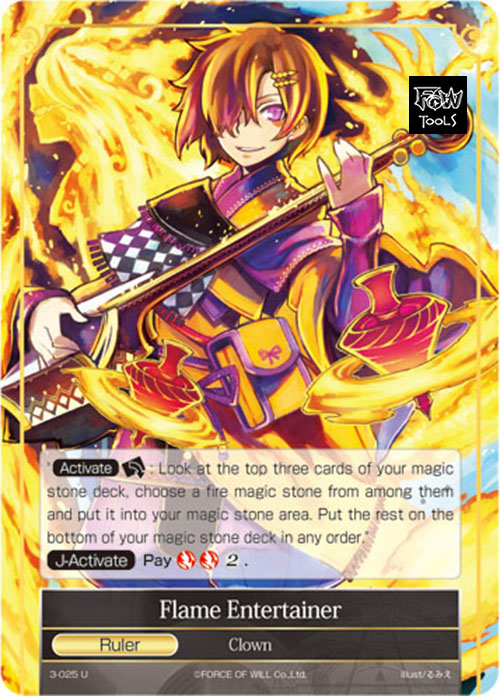 FOW
TOOLS
Activate : Look at the top three cards of your magic
stone deck, choose a fire magic stone from among them
and put it into your magic stone area. Put the rest on the
bottom of your magic stone deck in any order.
J-Activate Pay 2 .
Flame Entertainer
Ruler Clown
3-025 U ©FORCE OF WILL Co.,Ltd. Illust/るみえ